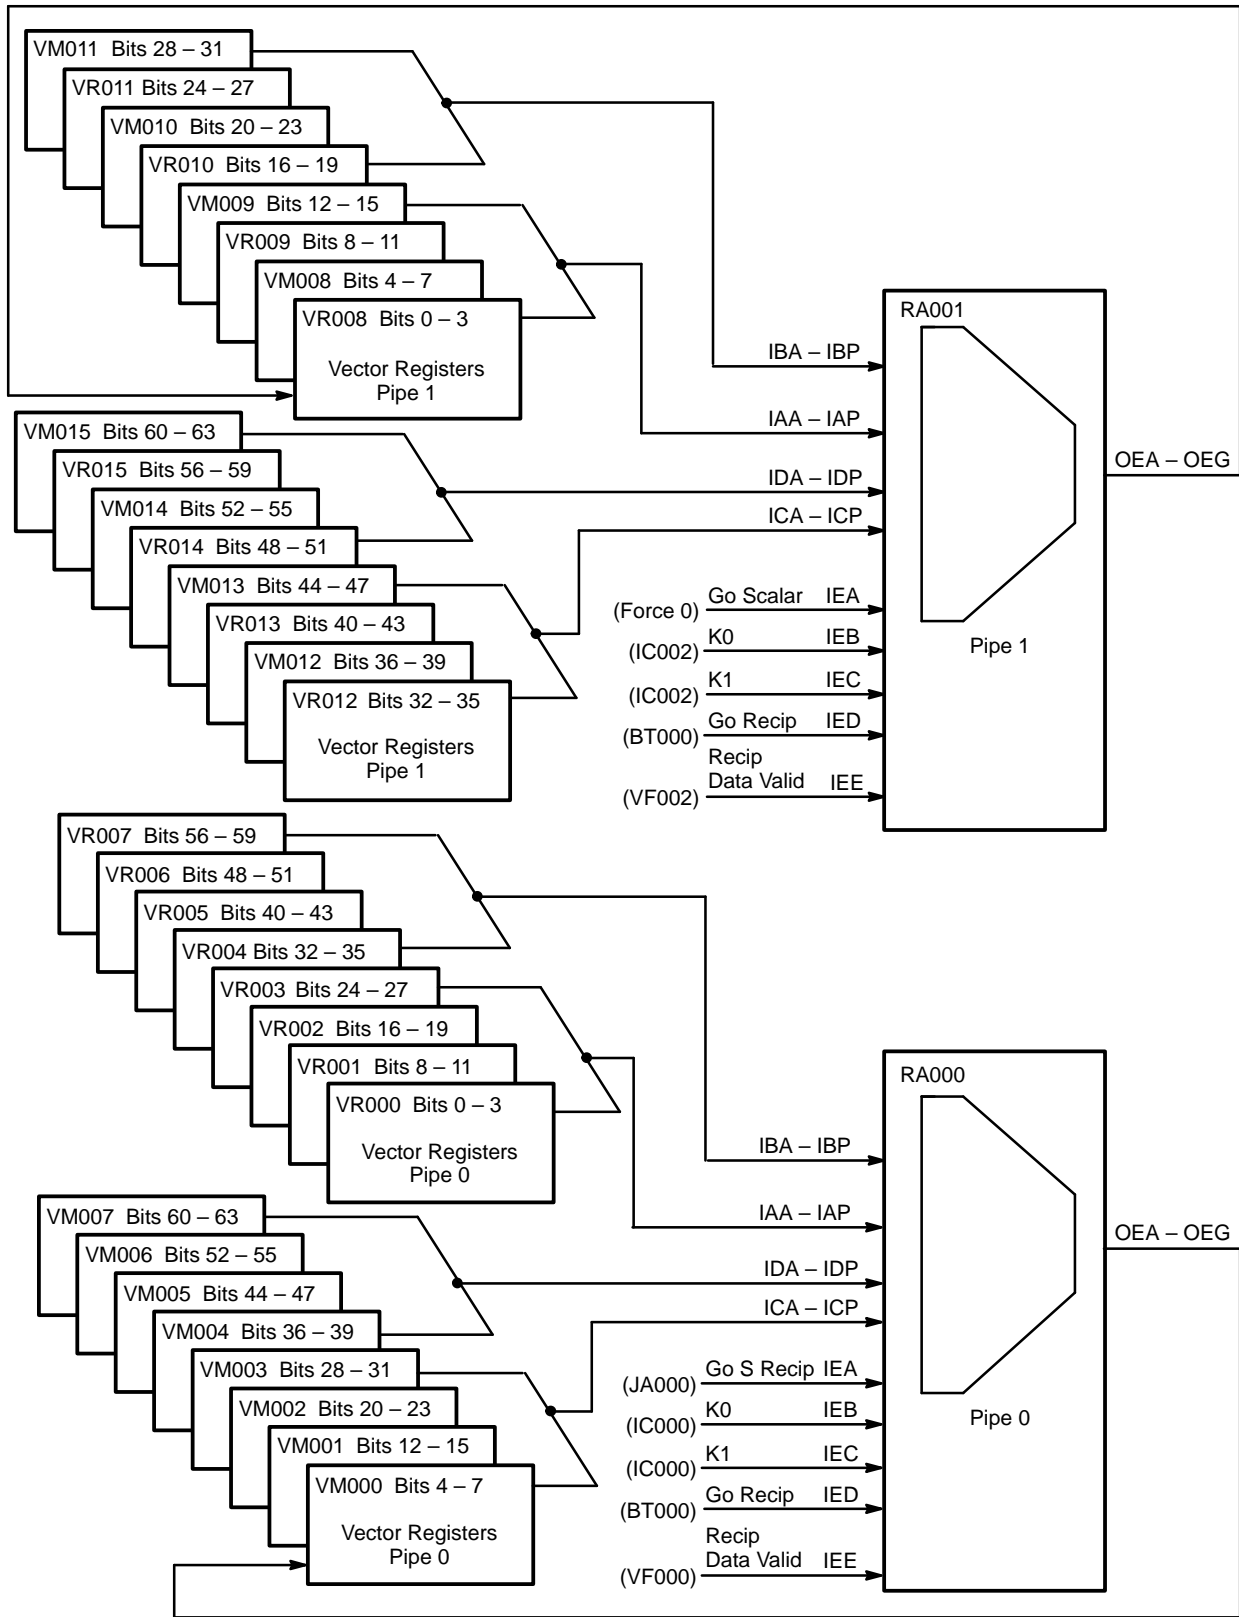 VM011 Bits 28 – 31
VR011 Bits 24 – 27
VM010 Bits 20 – 23
VR010 Bits 16 – 19
VM009 Bits 12 – 15
VR009 Bits 8 – 11
VM008 Bits 4 – 7
VR008 Bits 0 – 3
Vector Registers
Pipe 1
VM015 Bits 60 – 63
VR015 Bits 56 – 59
VM014 Bits 52 – 55
VR014 Bits 48 – 51
VM013 Bits 44 – 47
VR013 Bits 40 – 43
VM012 Bits 36 – 39
VR012 Bits 32 – 35
Vector Registers
Pipe 1
RA001
IBA – IBP
IAA – IAP
IDA – IDP
ICA – ICP
(Force 0) Go Scalar IEA
(IC002) K0 IEB
(IC002) K1 IEC
(BT000) Go Recip IED
Recip
(VF002) Data Valid IEE
Pipe 1
OEA – OEG
VR007 Bits 56 – 59
VR006 Bits 48 – 51
VR005 Bits 40 – 43
VR004 Bits 32 – 35
VR003 Bits 24 – 27
VR002 Bits 16 – 19
VR001 Bits 8 – 11
VR000 Bits 0 – 3
Vector Registers
Pipe 0
VM007 Bits 60 – 63
VM006 Bits 52 – 55
VM005 Bits 44 – 47
VM004 Bits 36 – 39
VM003 Bits 28 – 31
VM002 Bits 20 – 23
VM001 Bits 12 – 15
VM000 Bits 4 – 7
Vector Registers
Pipe 0
RA000
IBA – IBP
IAA – IAP
IDA – IDP
ICA – ICP
(JA000) Go S Recip IEA
(IC000) K0 IEB
(IC000) K1 IEC
(BT000) Go Recip IED
Recip
(VF000) Data Valid IEE
Pipe 0
OEA – OEG